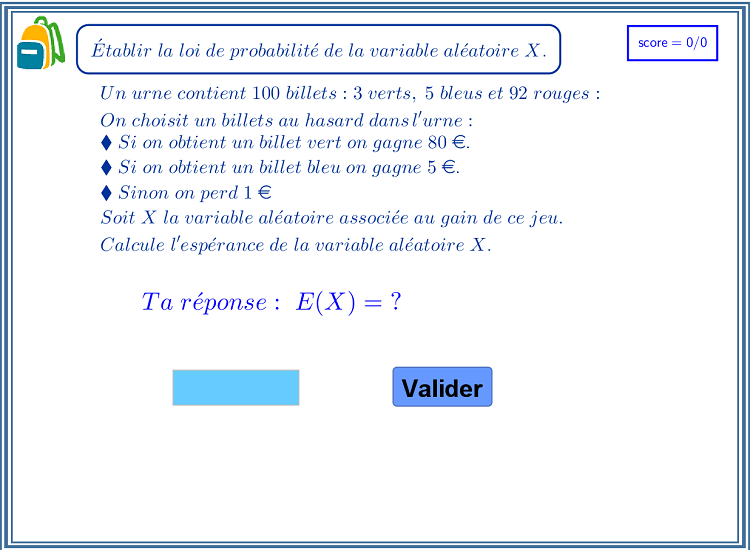 Établir la loi de probabilité de la variable aléatoire X.
score = 0/0
Un urne contient 100 billets : 3 verts, 5 bleus et 92 rouges :
On choisit un billets au hasard dans l'urne :
♦ Si on obtient un billet vert on gagne 80 €.
♦ Si on obtient un billet bleu on gagne 5 €.
♦ Sinon on perd 1 €
Soit X la variable aléatoire associée au gain de ce jeu.
Calcule l'espérance de la variable aléatoire X.
Ta réponse : E(X) = ?
Valider